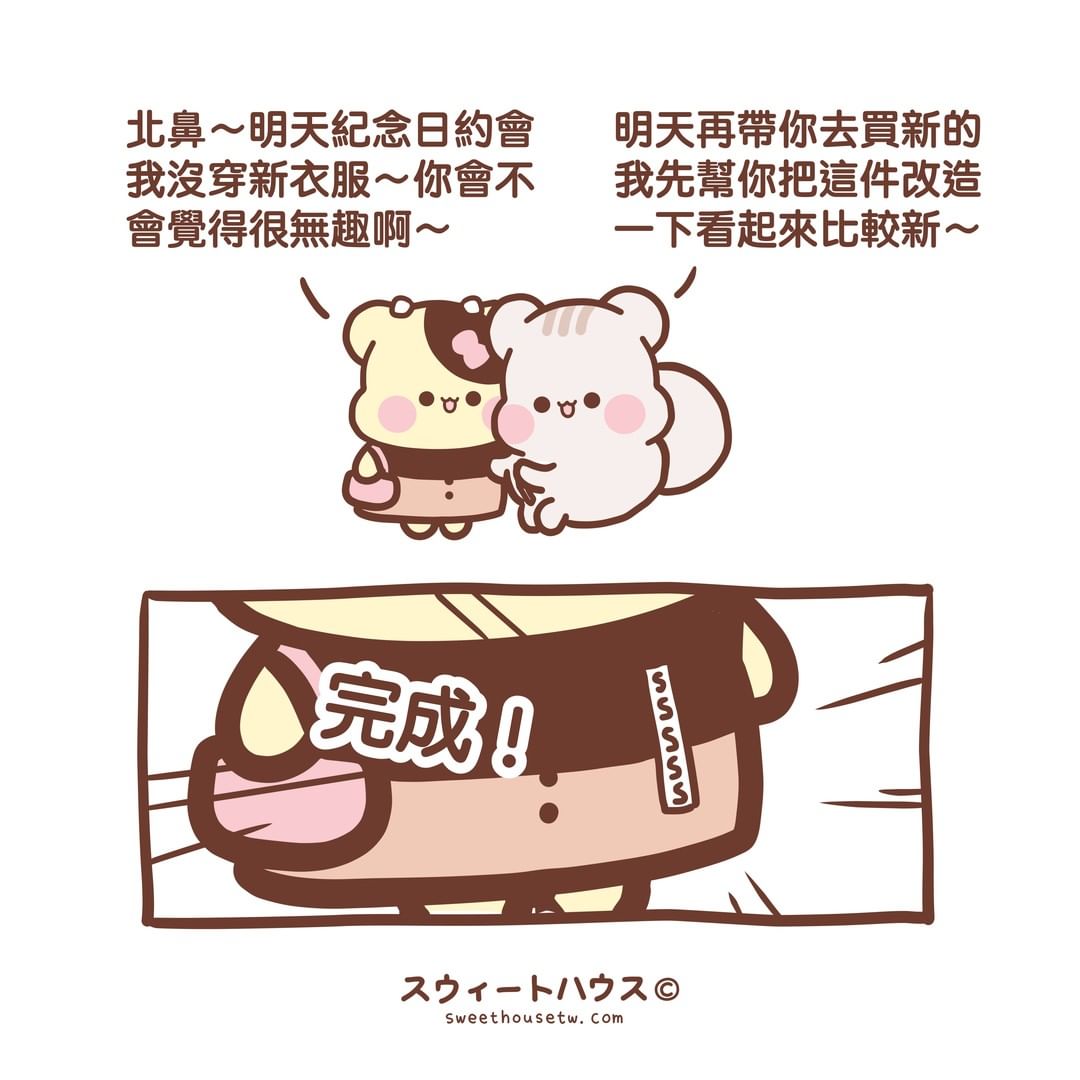 北鼻～明天紀念日約會
我沒穿新衣服～你會不
會覺得很無趣啊～
明天再帶你去買新的
我先幫你把這件改造
一下看起來比較新～
完成！
SSSSSS
スウィートハウス©
sweethousetw.com